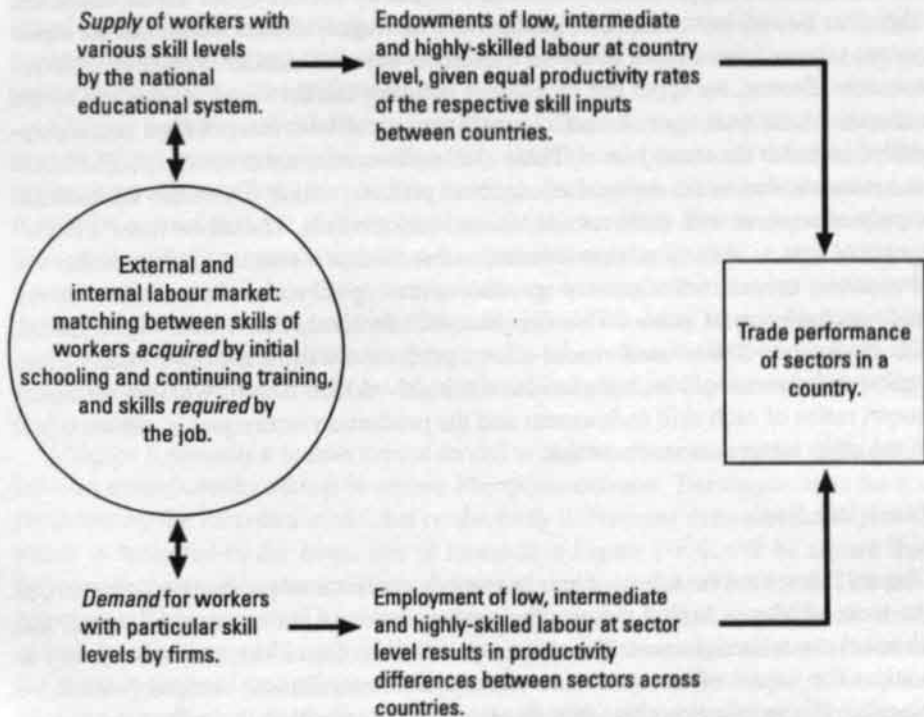 Supply of workers with
various skill levels
by the national
educational system.
Endowments of low, intermediate
and highly-skilled labour at country
level, given equal productivity rates
of the respective skill inputs
between countries.
External and
internal labour market:
matching between skills of
workers acquired by initial
schooling and continuing training,
and skills required by
the job.
Trade performance
of sectors in a
country.
Demand for workers
with particular skill
levels by firms.
Employment of low, intermediate
and highly-skilled labour at sector
level results in productivity
differences between sectors across
countries.